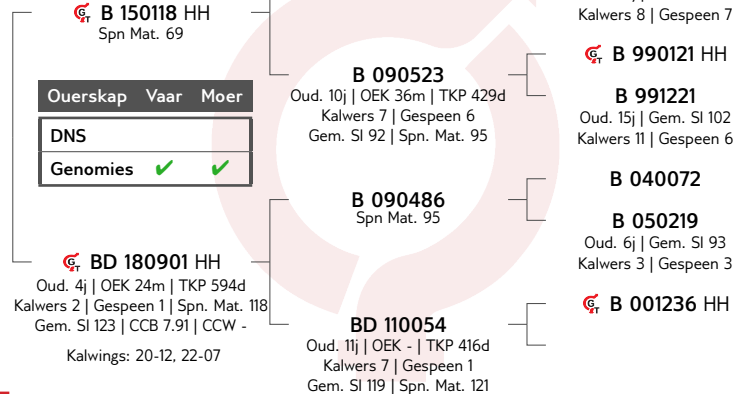 B 150118 HH
Spn Mat. 69
Ouerskap Vaar Moer
DNS
Genomies ✔ ✔
BD 180901 HH
Oud. 4j | OEK 24m | TKP 594d
Kalwers 2 | Gespeen 1 | Spn. Mat. 118
Gem. SI 123 | CCB 7.91 | CCW -
Kalwings: 20-12, 22-07
B 090523
Oud. 10j | OEK 36m | TKP 429d
Kalwers 7 | Gespeen 6
Gem. SI 92 | Spn. Mat. 95
B 090486
Spn Mat. 95
BD 110054
Oud. 11j | OEK - | TKP 416d
Kalwers 7 | Gespeen 1
Gem. SI 119 | Spn. Mat. 121
Kalwers 8 | Gespeen 7
B 990121 HH
B 991221
Oud. 15j | Gem. SI 102
Kalwers 11 | Gespeen 6
B 040072
B 050219
Oud. 6j | Gem. SI 93
Kalwers 3 | Gespeen 3
B 001236 HH